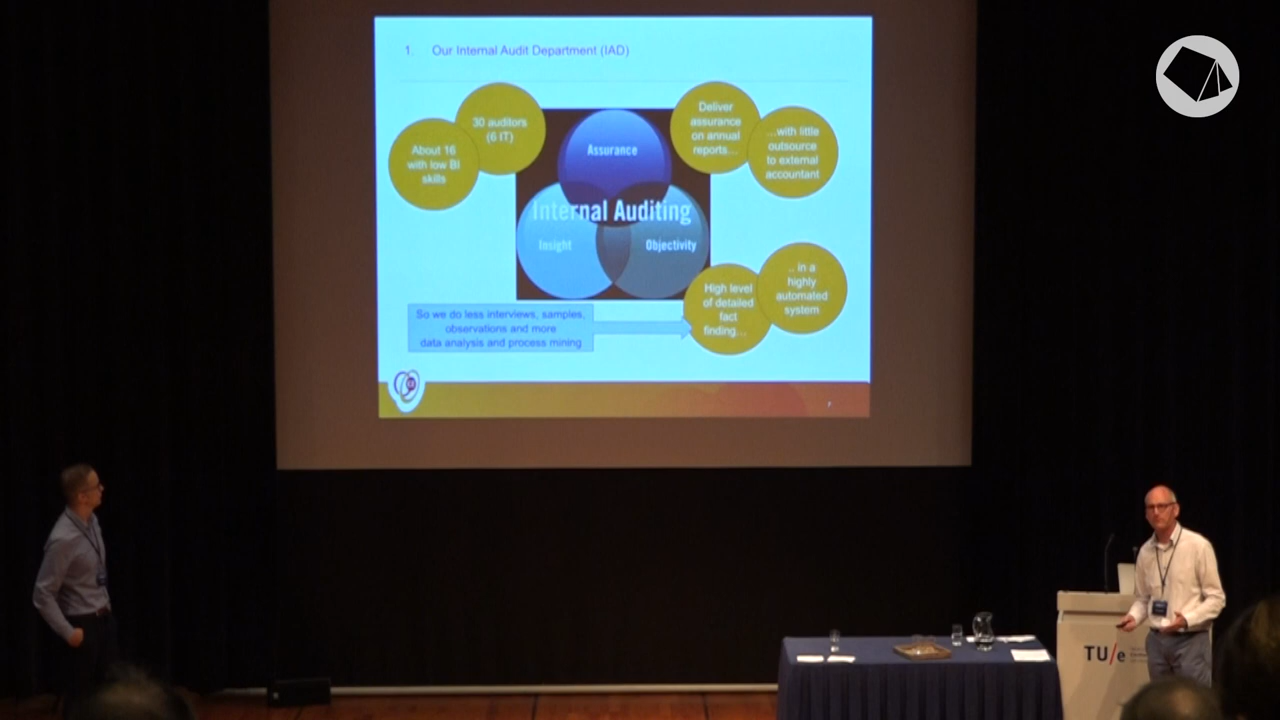 1. Our Internal Audit Department (IAD)
30 auditors
(6 IT)
About 16
with low BI
skills
Assurance
Internal Auditing
Insight
Objectivity
Deliver
assurance
on annual
reports...
...with little
outsource
to external
accountant
High level
of detailed
fact
finding...
.. in a
highly
automated
system
So we do less interviews, samples,
observations and more
data analysis and process mining
TU/e